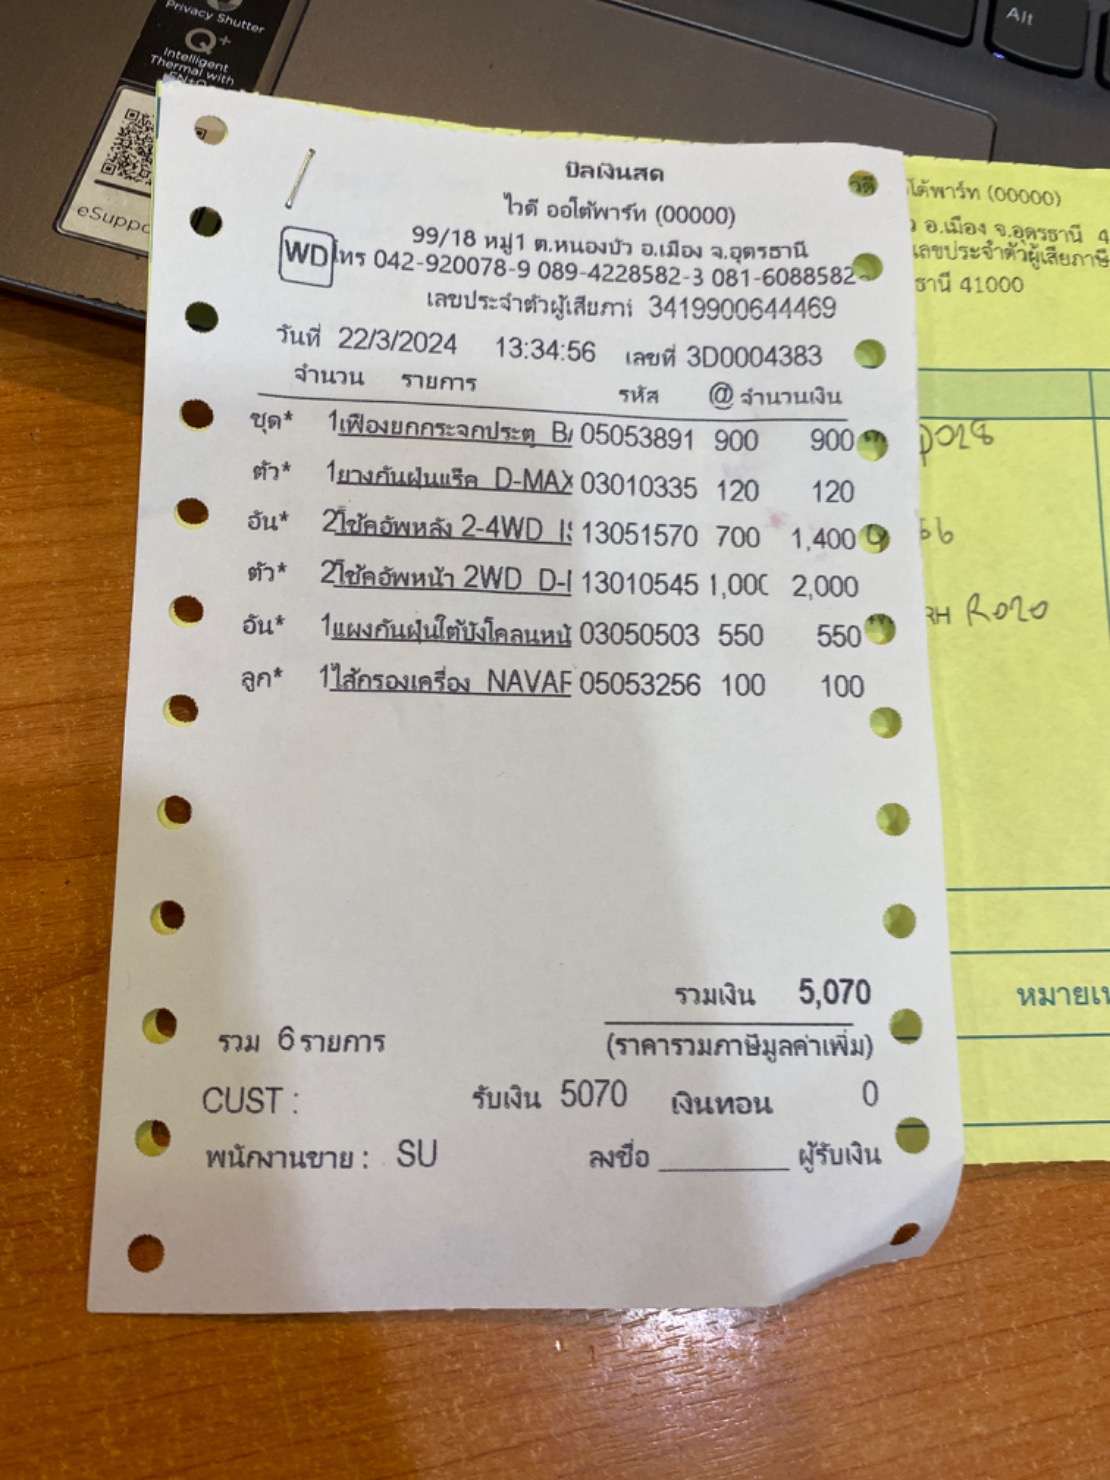 Privacy Shutter
Q+
Intelligent
Thermal with
eSuppo
Alt
บิลเงินสด
ไวดี ออโต้พาร์ท (00000)
99/18 หมู่1 ต.หนองบัว อ.เมือง จ.อุดรธานี
WD โทร 042-920078-9 089-4228582-3 081-6088582
เลขประจำตัวผู้เสียภา 3419900644469
วันที่ 22/3/2024 13:34:56 เลขที่ 3D0004383
จำนวน รายการ รหัส @ จำนวนเงิน
ชุด* 1เฟืองยกกระจกประตู 05053891 900 900
ตัว* 1ยางกันฝุ่นแร็ค D-MAX 03010335 120 120
อัน* 2โช้คอัพหลัง 2-4WD 13051570 700 1,400
ตัว* 2โช้คอัพหน้า 2WD D-I 13010545 1,000 2,000
อัน* 1แผงกันฝุ่นใต้บังโคลนหน้ 03050503 550 550
ลูก* 1ไส้กรองเครื่อง NAVAF 05053256 100 100
รวมเงิน 5,070
รวม 6 รายการ (ราคารวมภาษีมูลค่าเพิ่ม)
CUST : รับเงิน 5070 เงินทอน 0
พนักงานขาย : SU ลงชื่อ ________ ผู้รับเงิน
โต้พาร์ท (00000)
อ.เมือง จ.อุดรธานี 4
เลขประจำตัวผู้เสียภาษี
ธานี 41000
RH R020
หมายเห